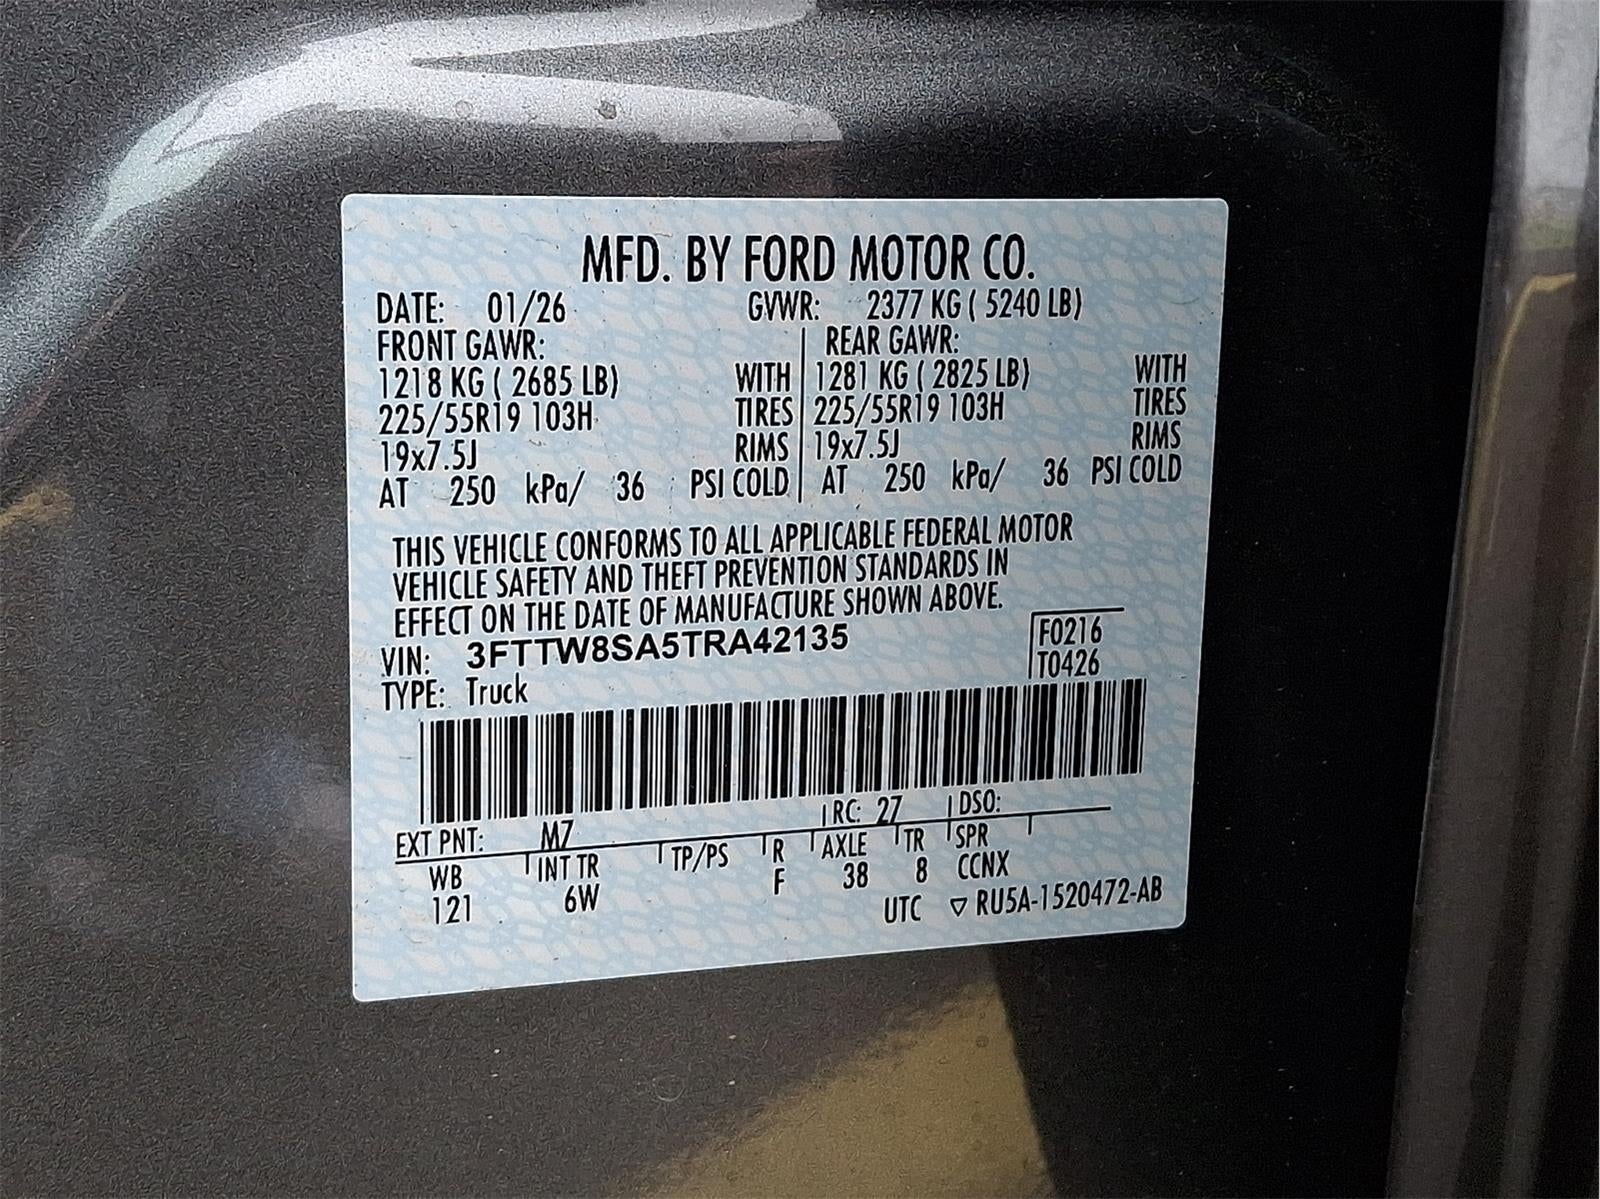 MFD. BY FORD MOTOR CO.
DATE: 01/26 GVWR: 2377 KG ( 5240 LB)
FRONT GAWR: REAR GAWR:
1218 KG ( 2685 LB) WITH 1281 KG ( 2825 LB) WITH
225/55R19 103H TIRES 225/55R19 103H TIRES
19x7.5J RIMS 19x7.5J RIMS
AT 250 kPa/ 36 PSI COLD AT 250 kPa/ 36 PSI COLD
THIS VEHICLE CONFORMS TO ALL APPLICABLE FEDERAL MOTOR
VEHICLE SAFETY AND THEFT PREVENTION STANDARDS IN
EFFECT ON THE DATE OF MANUFACTURE SHOWN ABOVE.
VIN: 3FTTW8SA5TRA42135 F0216
TYPE: Truck T0426
EXT PNT: M7 RC: 27 DSO:
WB INT TR TP/PS R AXLE TR SPR
121 6W F 38 8 CCNX
UTC ▽ RU5A-1520472-AB